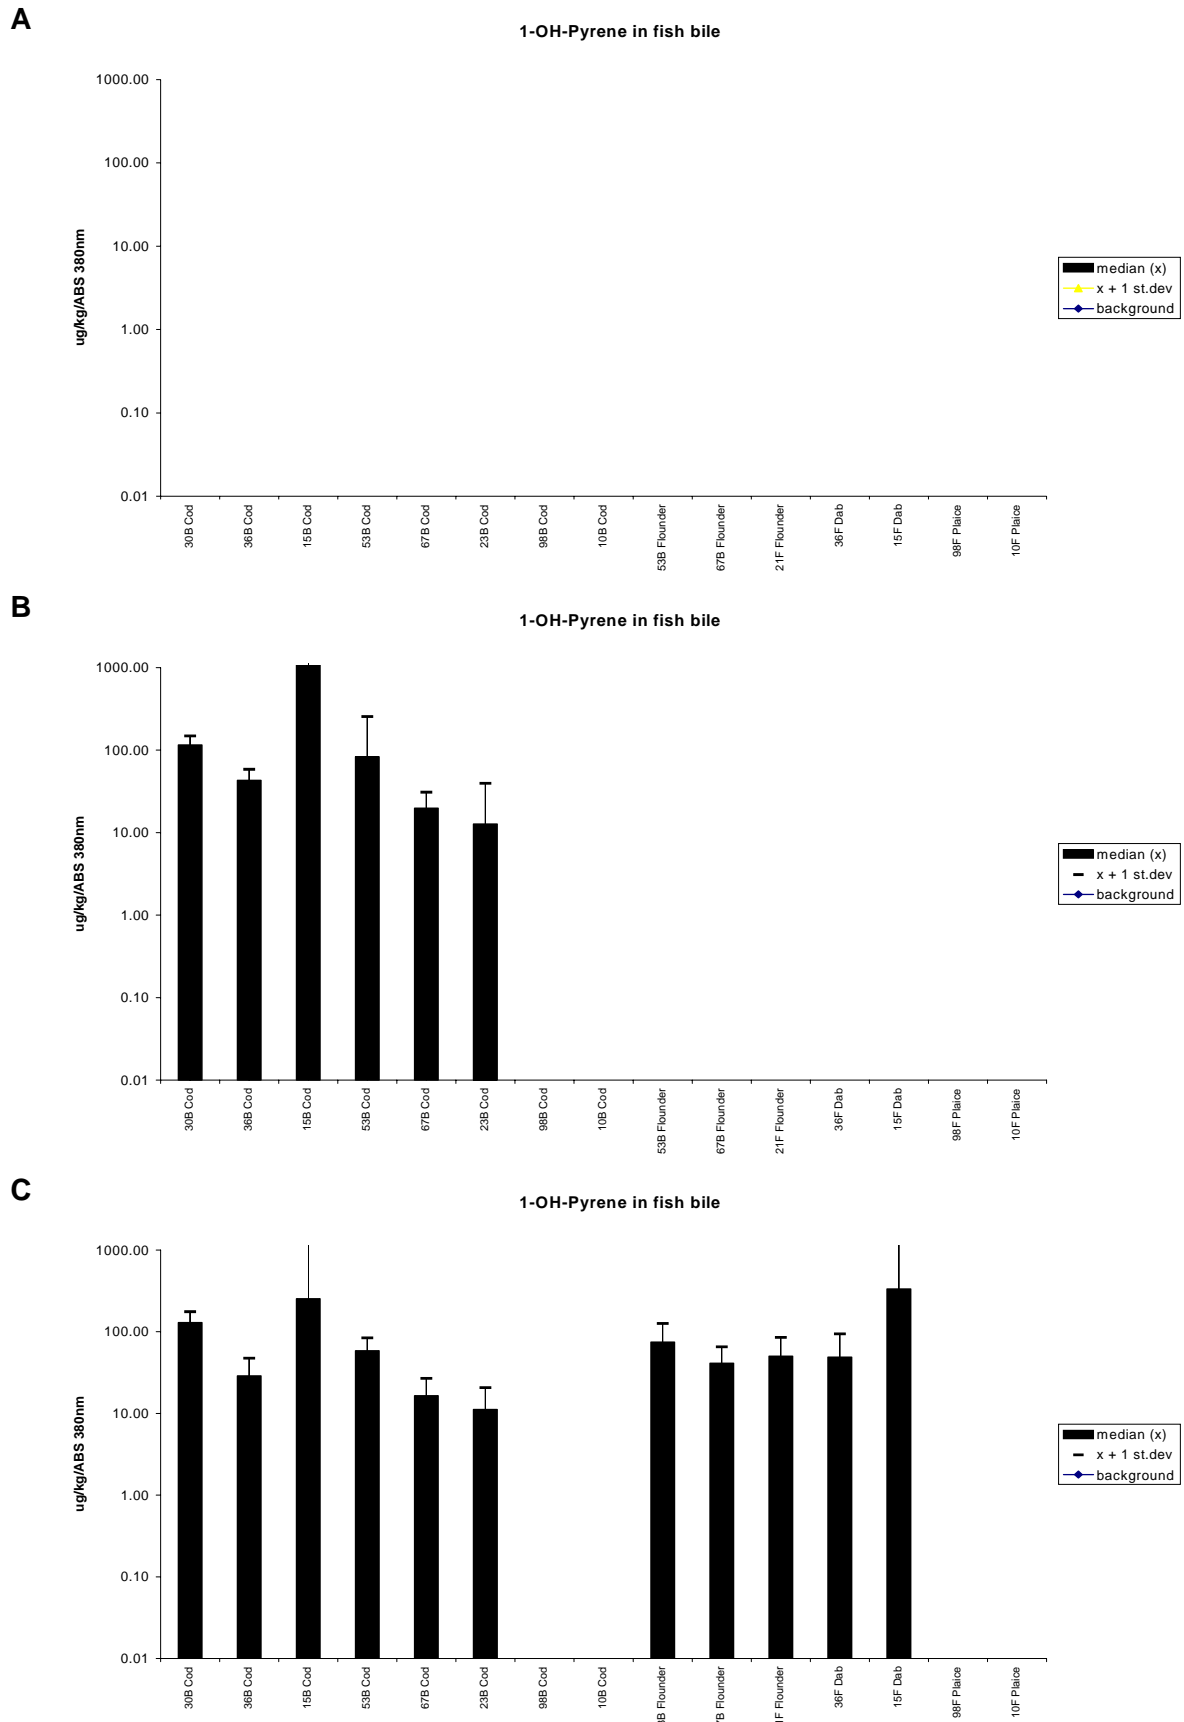 A
1-OH-Pyrene in fish bile
1000.00
100.00
10.00
1.00
0.10
0.01
ug/kg/ABS 380nm
30B Cod
36B Cod
15B Cod
53B Cod
67B Cod
23B Cod
98B Cod
10B Cod
53B Flounder
67B Flounder
21F Flounder
36F Dab
15F Dab
98F Plaice
10F Plaice
median (x)
x + 1 st.dev
background
B
1-OH-Pyrene in fish bile
1000.00
100.00
10.00
1.00
0.10
0.01
ug/kg/ABS 380nm
30B Cod
36B Cod
15B Cod
53B Cod
67B Cod
23B Cod
98B Cod
10B Cod
53B Flounder
67B Flounder
21F Flounder
36F Dab
15F Dab
98F Plaice
10F Plaice
median (x)
x + 1 st.dev
background
C
1-OH-Pyrene in fish bile
1000.00
100.00
10.00
1.00
0.10
0.01
ug/kg/ABS 380nm
30B Cod
36B Cod
15B Cod
53B Cod
67B Cod
23B Cod
98B Cod
10B Cod
Flounder
Flounder
Flounder
36F Dab
15F Dab
98F Plaice
10F Plaice
median (x)
x + 1 st.dev
background